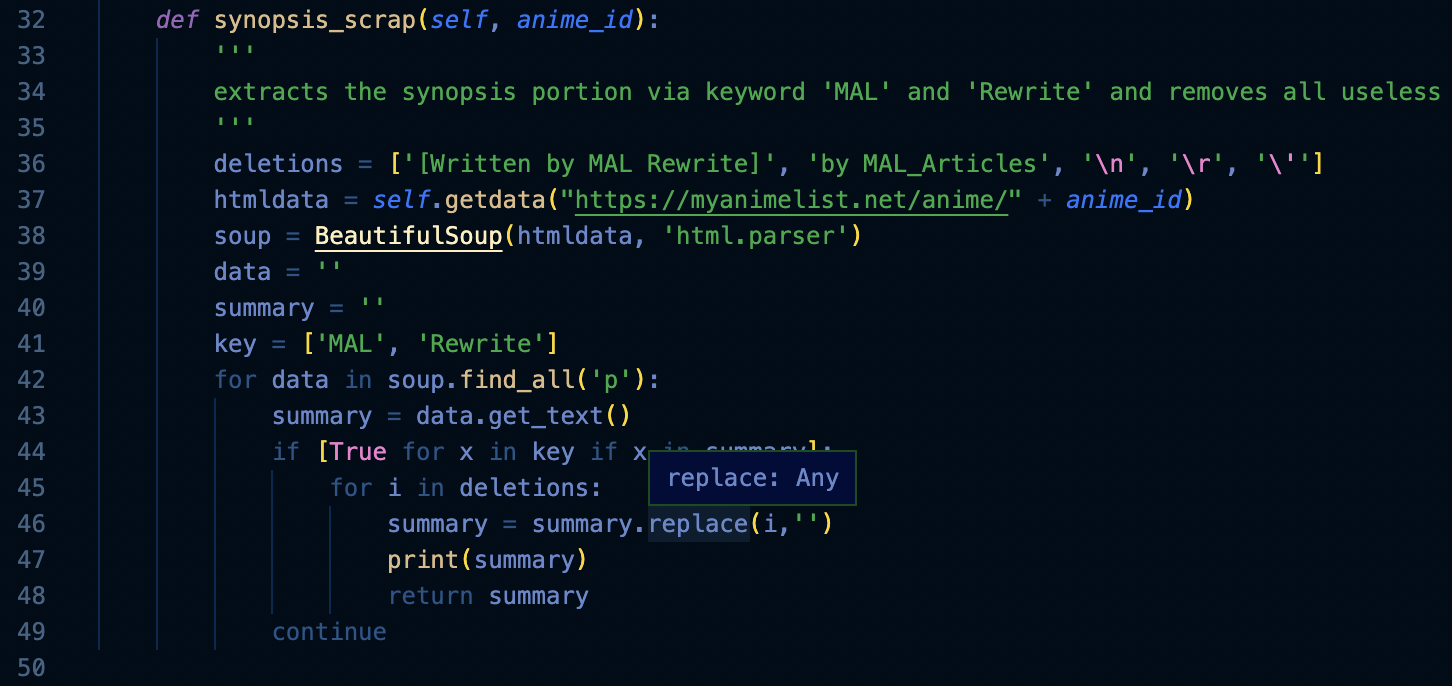 32 def synopsis_scrap(self, anime_id):
33 '''
34 extracts the synopsis portion via keyword 'MAL' and 'Rewrite' and removes all useless
35 '''
36 deletions = ['[Written by MAL Rewrite]', 'by MAL_Articles', '\n', '\r', '\'']
37 htmldata = self.getdata("https://myanimelist.net/anime/" + anime_id)
38 soup = BeautifulSoup(htmldata, 'html.parser')
39 data = ''
40 summary = ''
41 key = ['MAL', 'Rewrite']
42 for data in soup.find_all('p'):
43 summary = data.get_text()
44 if [True for x in key if x in summary]:
replace: Any
45 for i in deletions:
46 summary = summary.replace(i,'')
47 print(summary)
48 return summary
49 continue
50